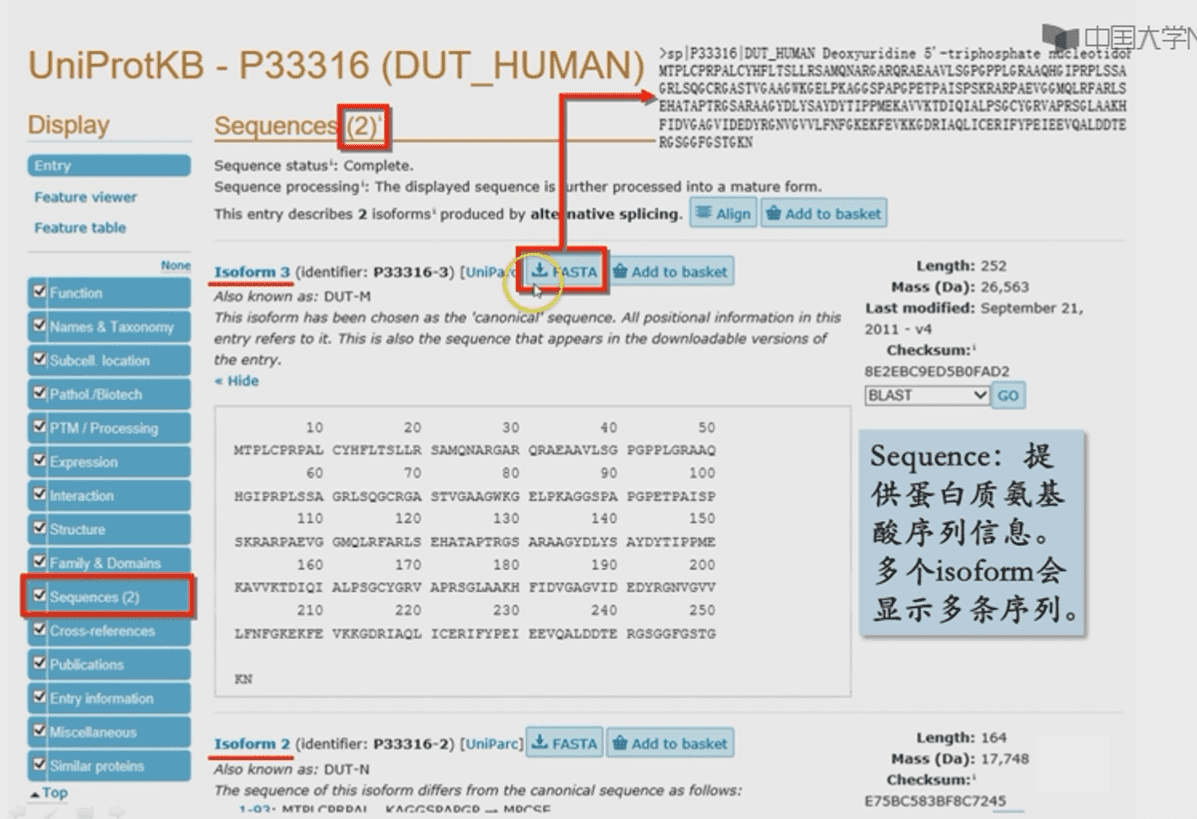 中国大学
UniProtKB - P33316 (DUT_HUMAN)
>sp|P33316|DUT_HUMAN Deoxyuridine 5'-triphosphate nucleotidoh
MTPLCPRPALCYHFLTSLLRSAMQNARGARQRAEAAVLSGPGPPLGRAAQHGIPRPLSSA
GRLSQGCRGASTVGAAGWKGELPKAGGSPAPGPETPAISPSKRARPAEVGGMQLRFARLS
EHATAPTRGSARAAGYDLYSAYDYTIPPMEKAVVKTDIQIALPSGCYGRVAPRSGLAAKH
FIDVGAGVIDEDYRGNVGVVLFNFGKEKFEVKKGDRIAQLICERIFYPEIEEVQALDDTE
RGSGGFGSTGKN
Display
Entry
Feature viewer
Feature table
None
Function
Names & Taxonomy
Subcell. location
Pathol./Biotech
PTM / Processing
Expression
Interaction
Structure
Family & Domains
Sequences (2)
Cross-references
Publications
Entry information
Miscellaneous
Similar proteins
Top
Sequences (2)i
Sequence statusi: Complete.
Sequence processingi: The displayed sequence is further processed into a mature form.
This entry describes 2 isoformsi produced by alternative splicing. Align Add to basket
Isoform 3 (identifier: P33316-3) [UniParc] FASTA Add to basket
Also known as: DUT-M
This isoform has been chosen as the 'canonical' sequence. All positional information in this
entry refers to it. This is also the sequence that appears in the downloadable versions of
the entry.
« Hide
10 20 30 40 50
MTPLCPRPAL CYHFLTSLLR SAMQNARGAR QRAEAAVLSG PGPPLGRAAQ
60 70 80 90 100
HGIPRPLSSA GRLSQGCRGA STVGAAGWKG ELPKAGGSPA PGPETPAISP
110 120 130 140 150
SKRARPAEVG GMQLRFARLS EHATAPTRGS ARAAGYDLYS AYDYTIPPME
160 170 180 190 200
KAVVKTDIQI ALPSGCYGRV APRSGLAAKH FIDVGAGVID EDYRGNVGVV
210 220 230 240 250
LFNFGKEKFE VKKGDRIAQL ICERIFYPEI EEVQALDDTE RGSGGFGSTG
KN
Length: 252
Mass (Da): 26,563
Last modified: September 21,
2011 - v4
Checksum:i
8E2EBC9ED5B0FAD2
BLAST GO
Sequence：提
供蛋白质氨基
酸序列信息。
多个isoform会
显示多条序列。
Isoform 2 (identifier: P33316-2) [UniParc] FASTA Add to basket
Also known as: DUT-N
The sequence of this isoform differs from the canonical sequence as follows:
1-93: MTPLCPRPAL...KAGGSPAPGP → MPCSE
Length: 164
Mass (Da): 17,748
Checksum:i
E75BC583BF8C7245